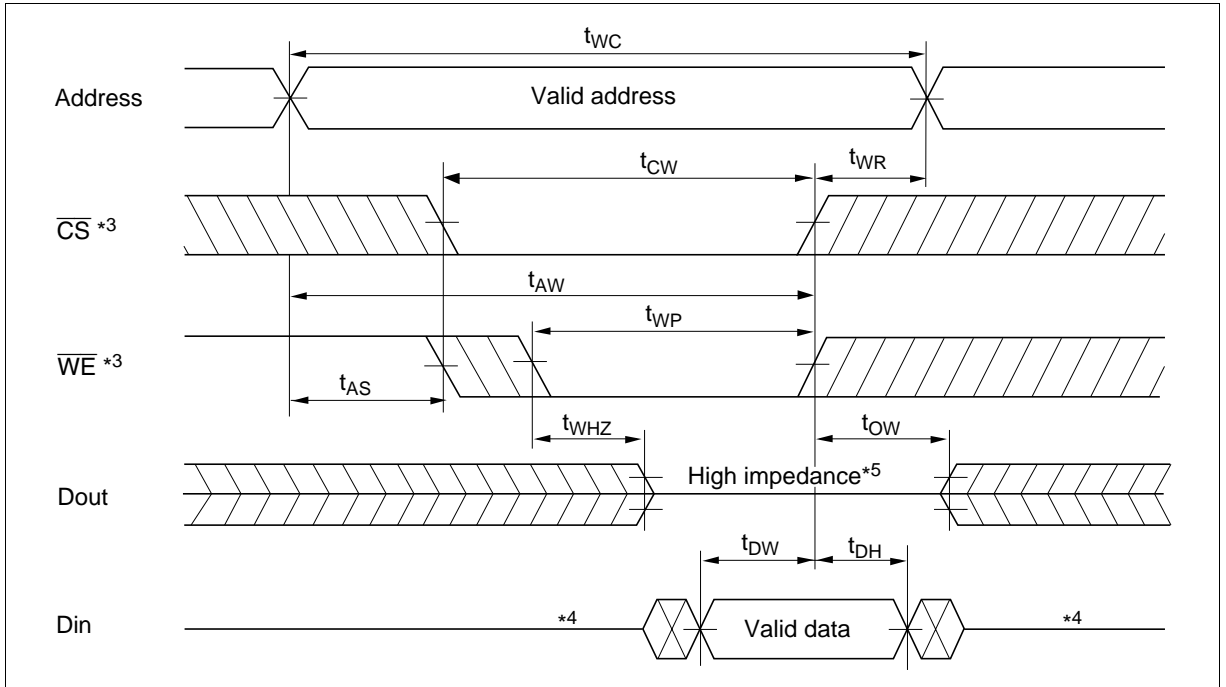 tWC
Address
Valid address
tCW
tWR
CS *3
tAW
tWP
WE *3
tAS
tWHZ
tOW
High impedance*5
Dout
tDW
tDH
Din
*4
Valid data
*4